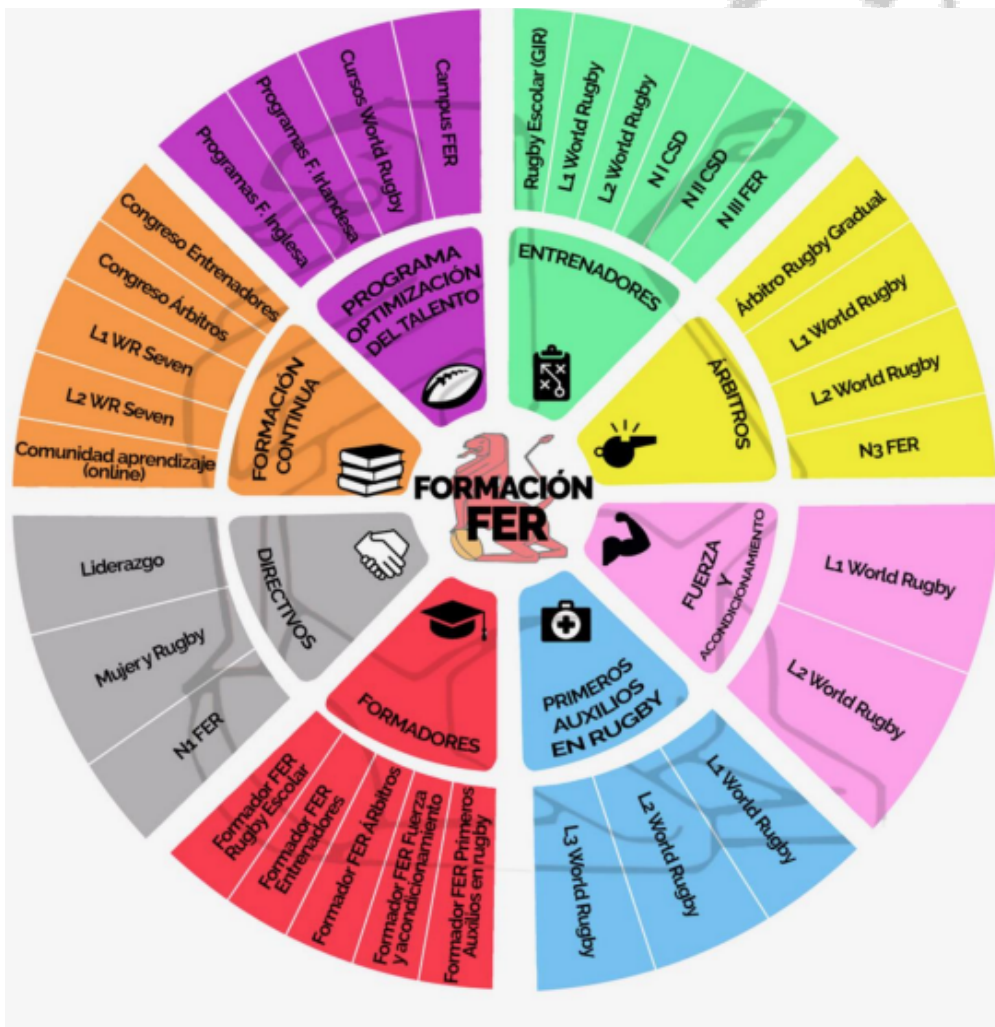 FORMACIÓN
FER
ENTRENADORES
Rugby Escolar (GIR)
L1 World Rugby
L2 World Rugby
N I CSD
N II CSD
N III FER
ÁRBITROS
Árbitro Rugby Gradual
L1 World Rugby
L2 World Rugby
N3 FER
FUERZA
Y
ACONDICIONAMIENTO
L1 World Rugby
L2 World Rugby
PRIMEROS
AUXILIOS
EN RUGBY
L1 World Rugby
L2 World Rugby
L3 World Rugby
FORMADORES
Formador FER Primeros
Auxilios en rugby
Formador FER Fuerza
y acondicionamiento
Formador FER ÁRbitros
Formador FER
Entrenadores
Formador FER
Rugby Escolar
DIRECTIVOS
N1 FER
Mujer y Rugby
Liderazgo
FORMACIÓN
CONTINUA
Comunidad aprendizaje
(online)
L2 WR Seven
L1 WR Seven
Congreso Árbitros
Congreso Entrenadores
PROGRAMA
OPTIMIZACIÓN
DEL TALENTO
Programas F. Inglesa
Programas F. Irlandesa
Cursos World Rugby
Campus FER